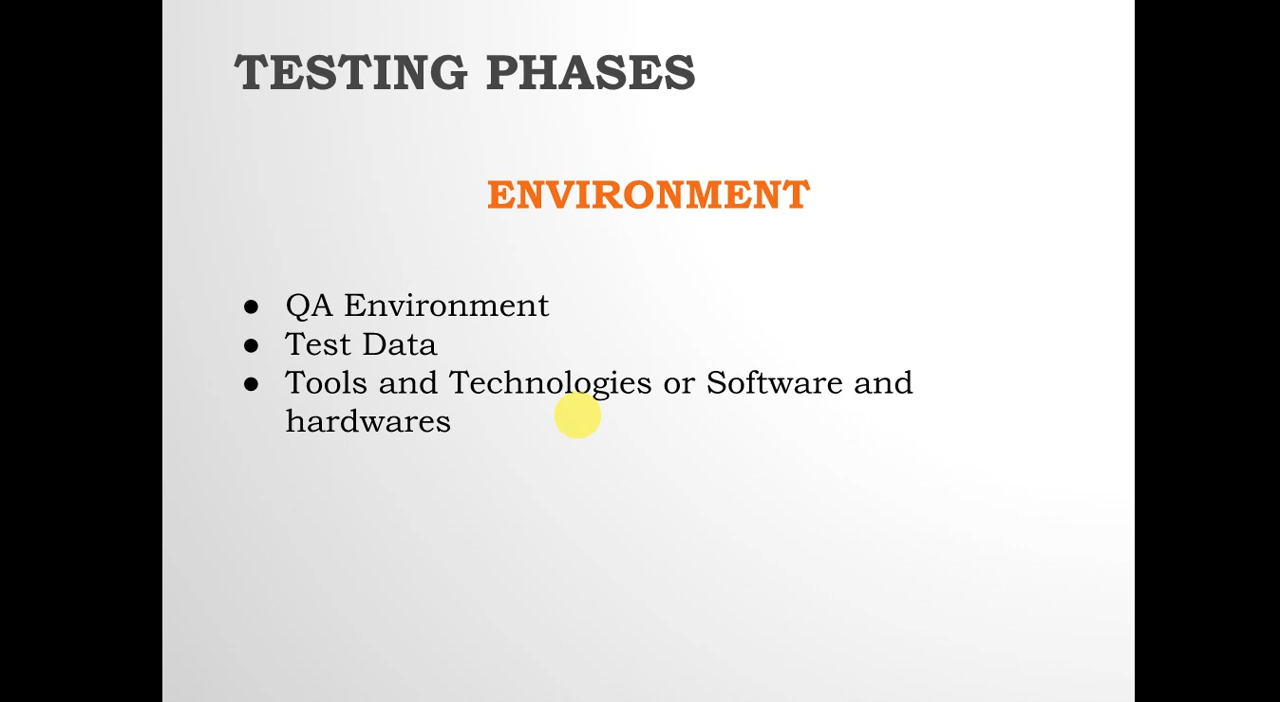 TESTING PHASES
ENVIRONMENT
● QA Environment
● Test Data
● Tools and Technologies or Software and
hardwares